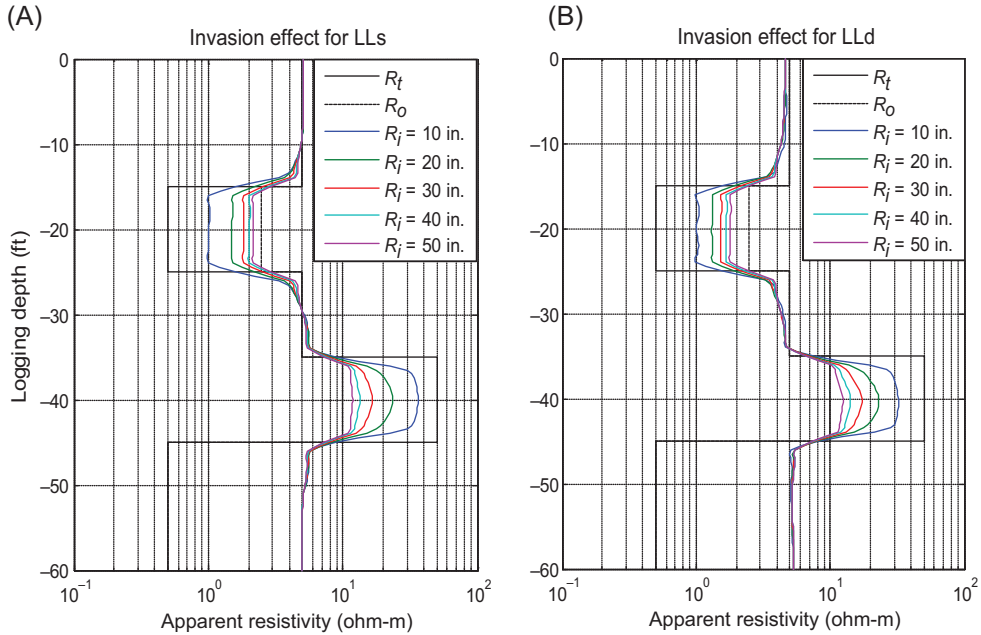 (A)
Invasion effect for LLs
0
−10
−20
−30
−40
−50
−60
Logging depth (ft)
R_t
R_o
R_i = 10 in.
R_i = 20 in.
R_i = 30 in.
R_i = 40 in.
R_i = 50 in.
10^−1
10^0
10^1
10^2
Apparent resistivity (ohm-m)
(B)
Invasion effect for LLd
0
−10
−20
−30
−40
−50
−60
R_t
R_o
R_i = 10 in.
R_i = 20 in.
R_i = 30 in.
R_i = 40 in.
R_i = 50 in.
10^−1
10^0
10^1
10^2
Apparent resistivity (ohm-m)